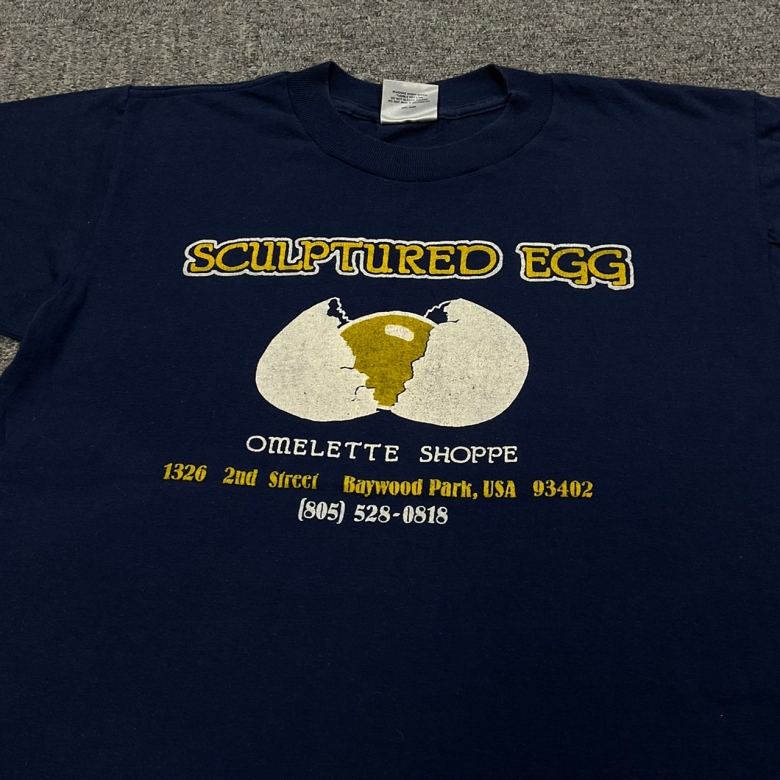 SCULPTURED EGG
OMELETTE SHOPPE
1326 2nd Street Baywood Park, USA 93402
(805) 528-0818